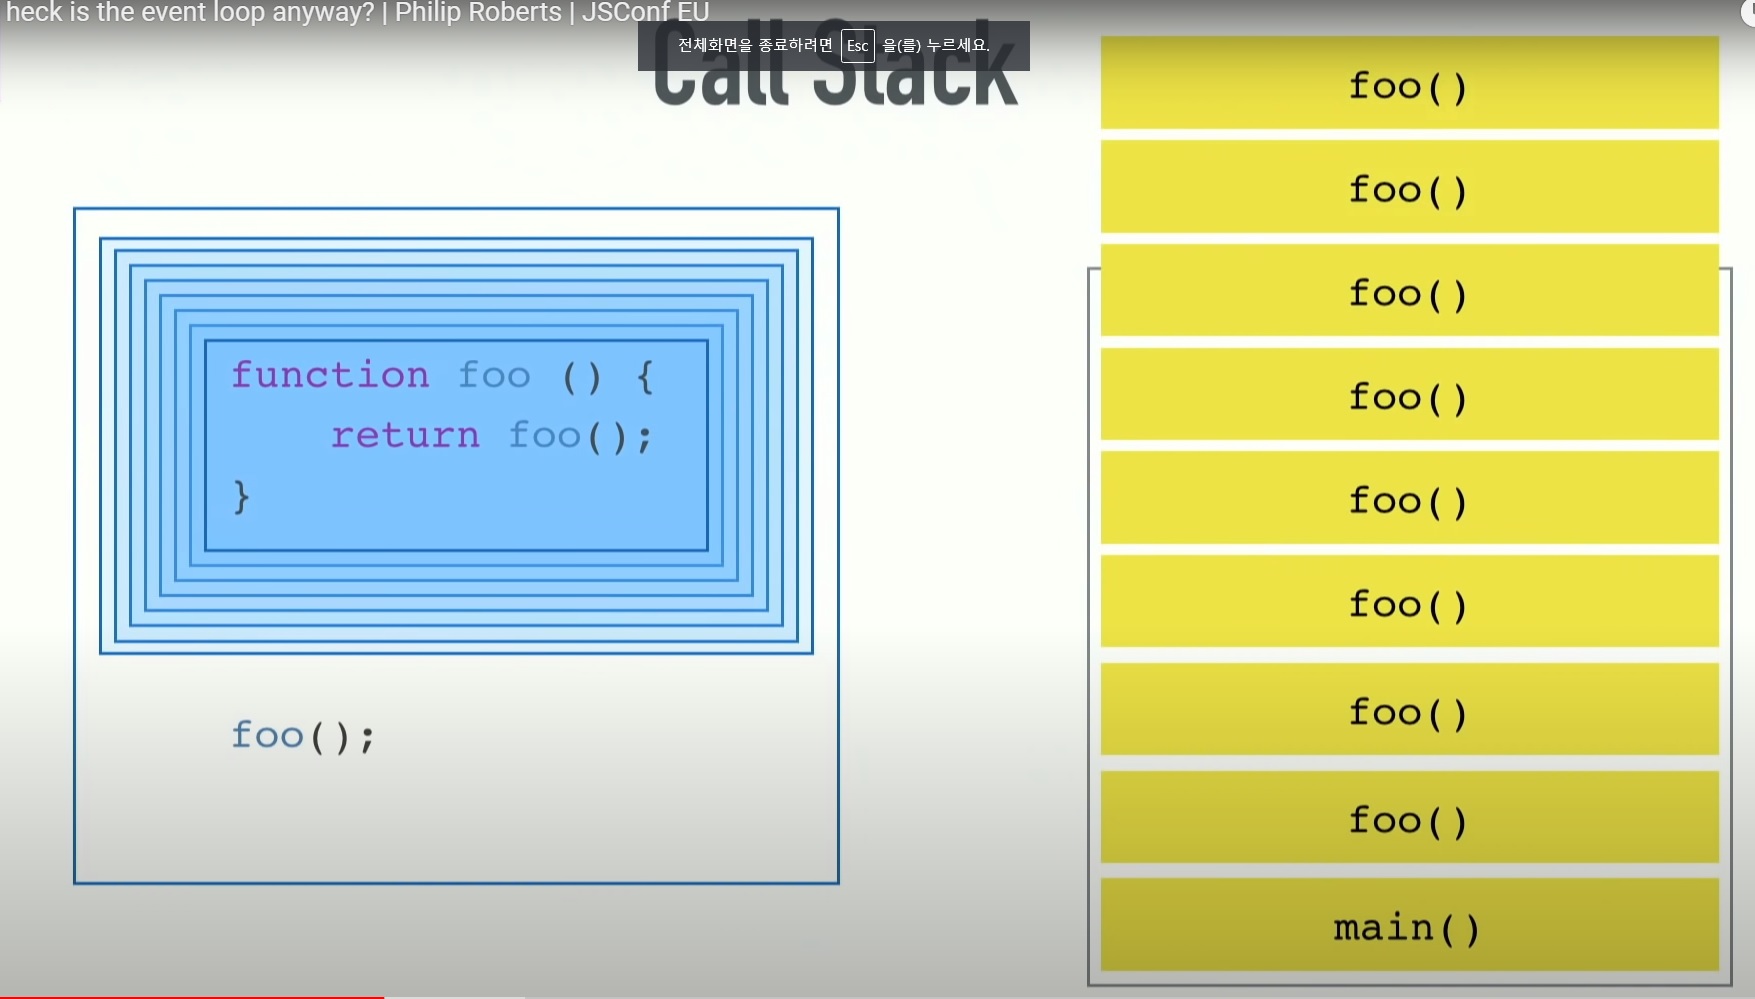 heck is the event loop anyway? | Philip Roberts | JSConf EU
전체화면을 종료하려면 Esc 을(를) 누르세요.
Call Stack
function foo () {
return foo();
}
foo();
foo()
foo()
foo()
foo()
foo()
foo()
foo()
foo()
main()